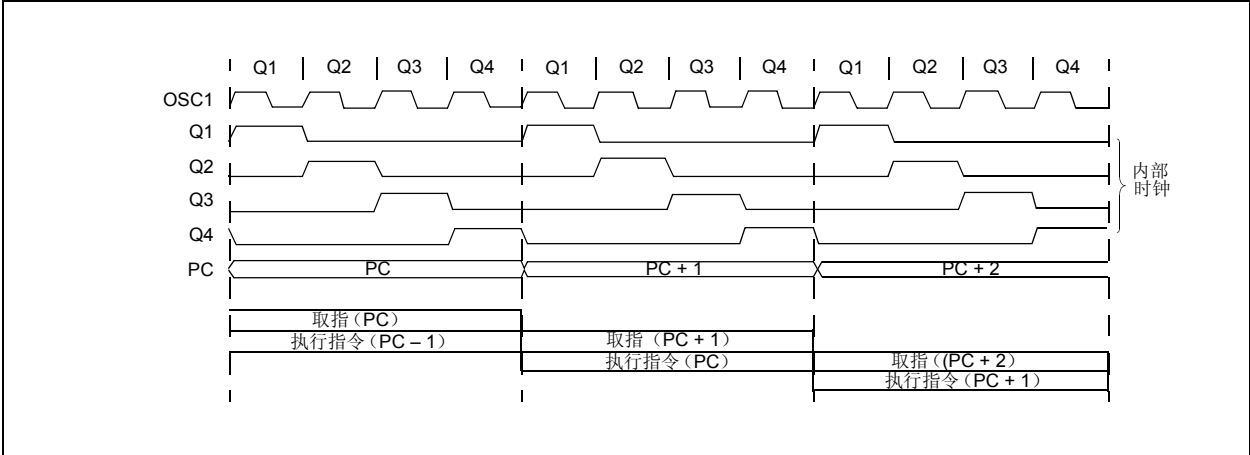 Q1 Q2 Q3 Q4 Q1 Q2 Q3 Q4 Q1 Q2 Q3 Q4
OSC1
Q1
Q2
Q3
Q4
内部
时钟
PC PC PC + 1 PC + 2
取指（PC）
执行指令（PC – 1） 取指（PC + 1）
执行指令（PC） 取指（(PC + 2）
执行指令（PC + 1）